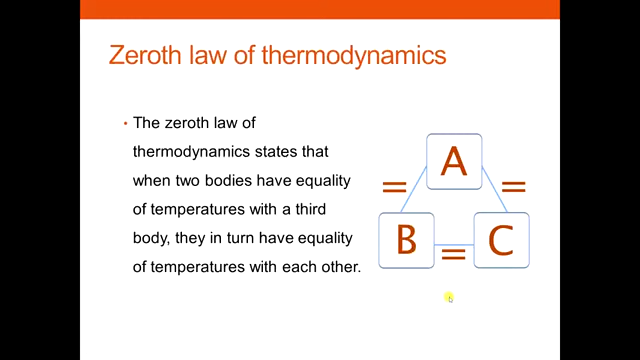 Zeroth law of thermodynamics
• The zeroth law of
thermodynamics states that
when two bodies have equality
of temperatures with a third
body, they in turn have equality
of temperatures with each other.
A
= =
B = C